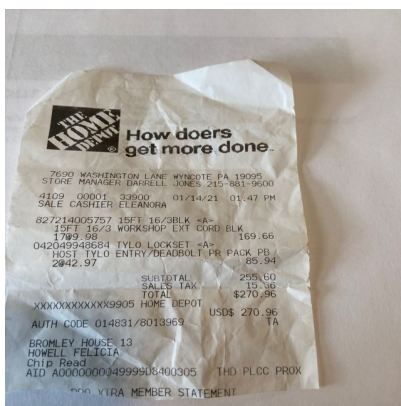 THE
HOME
DEPOT
How doers
get more done.
7690 WASHINGTON LANE WYNCOTE PA 19095
STORE MANAGER DARRELL JONES 215-881-9600
4109 00001 33900 01/14/21 01:47 PM
SALE CASHIER ELEANORA
827214005757 15FT 16/3BLK <A>
15FT 16/3 WORKSHOP EXT CORD BLK
17@9.98 169.66
042049948684 TYLO LOCKSET <A>
HOST TYLO ENTRY/DEADBOLT PR PACK PB
2@42.97 85.94
SUBTOTAL 255.60
SALES TAX 15.36
TOTAL $270.96
XXXXXXXXXXXX9905 HOME DEPOT
USD$ 270.96
AUTH CODE 014831/8013969 TA
BROMLEY HOUSE 13
HOWELL FELICIA
Chip Read
AID A0000000049999D8400305 THD PLCC PROX
XTRA MEMBER STATEMENT